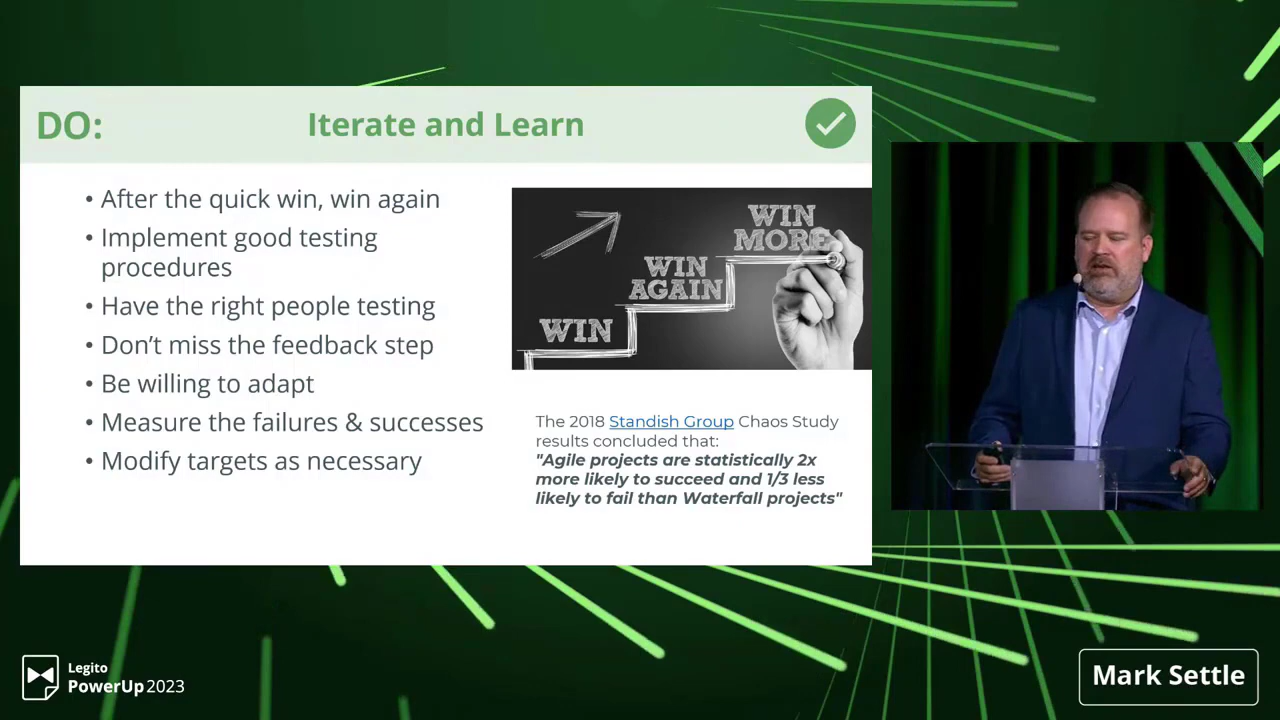 DO:
Iterate and Learn
• After the quick win, win again
• Implement good testing
procedures
• Have the right people testing
• Don’t miss the feedback step
• Be willing to adapt
• Measure the failures & successes
• Modify targets as necessary
WIN
MORE
WIN
AGAIN
WIN
The 2018 Standish Group Chaos Study
results concluded that:
"Agile projects are statistically 2x
more likely to succeed and 1/3 less
likely to fail than Waterfall projects"
Legito
PowerUp 2023
Mark Settle